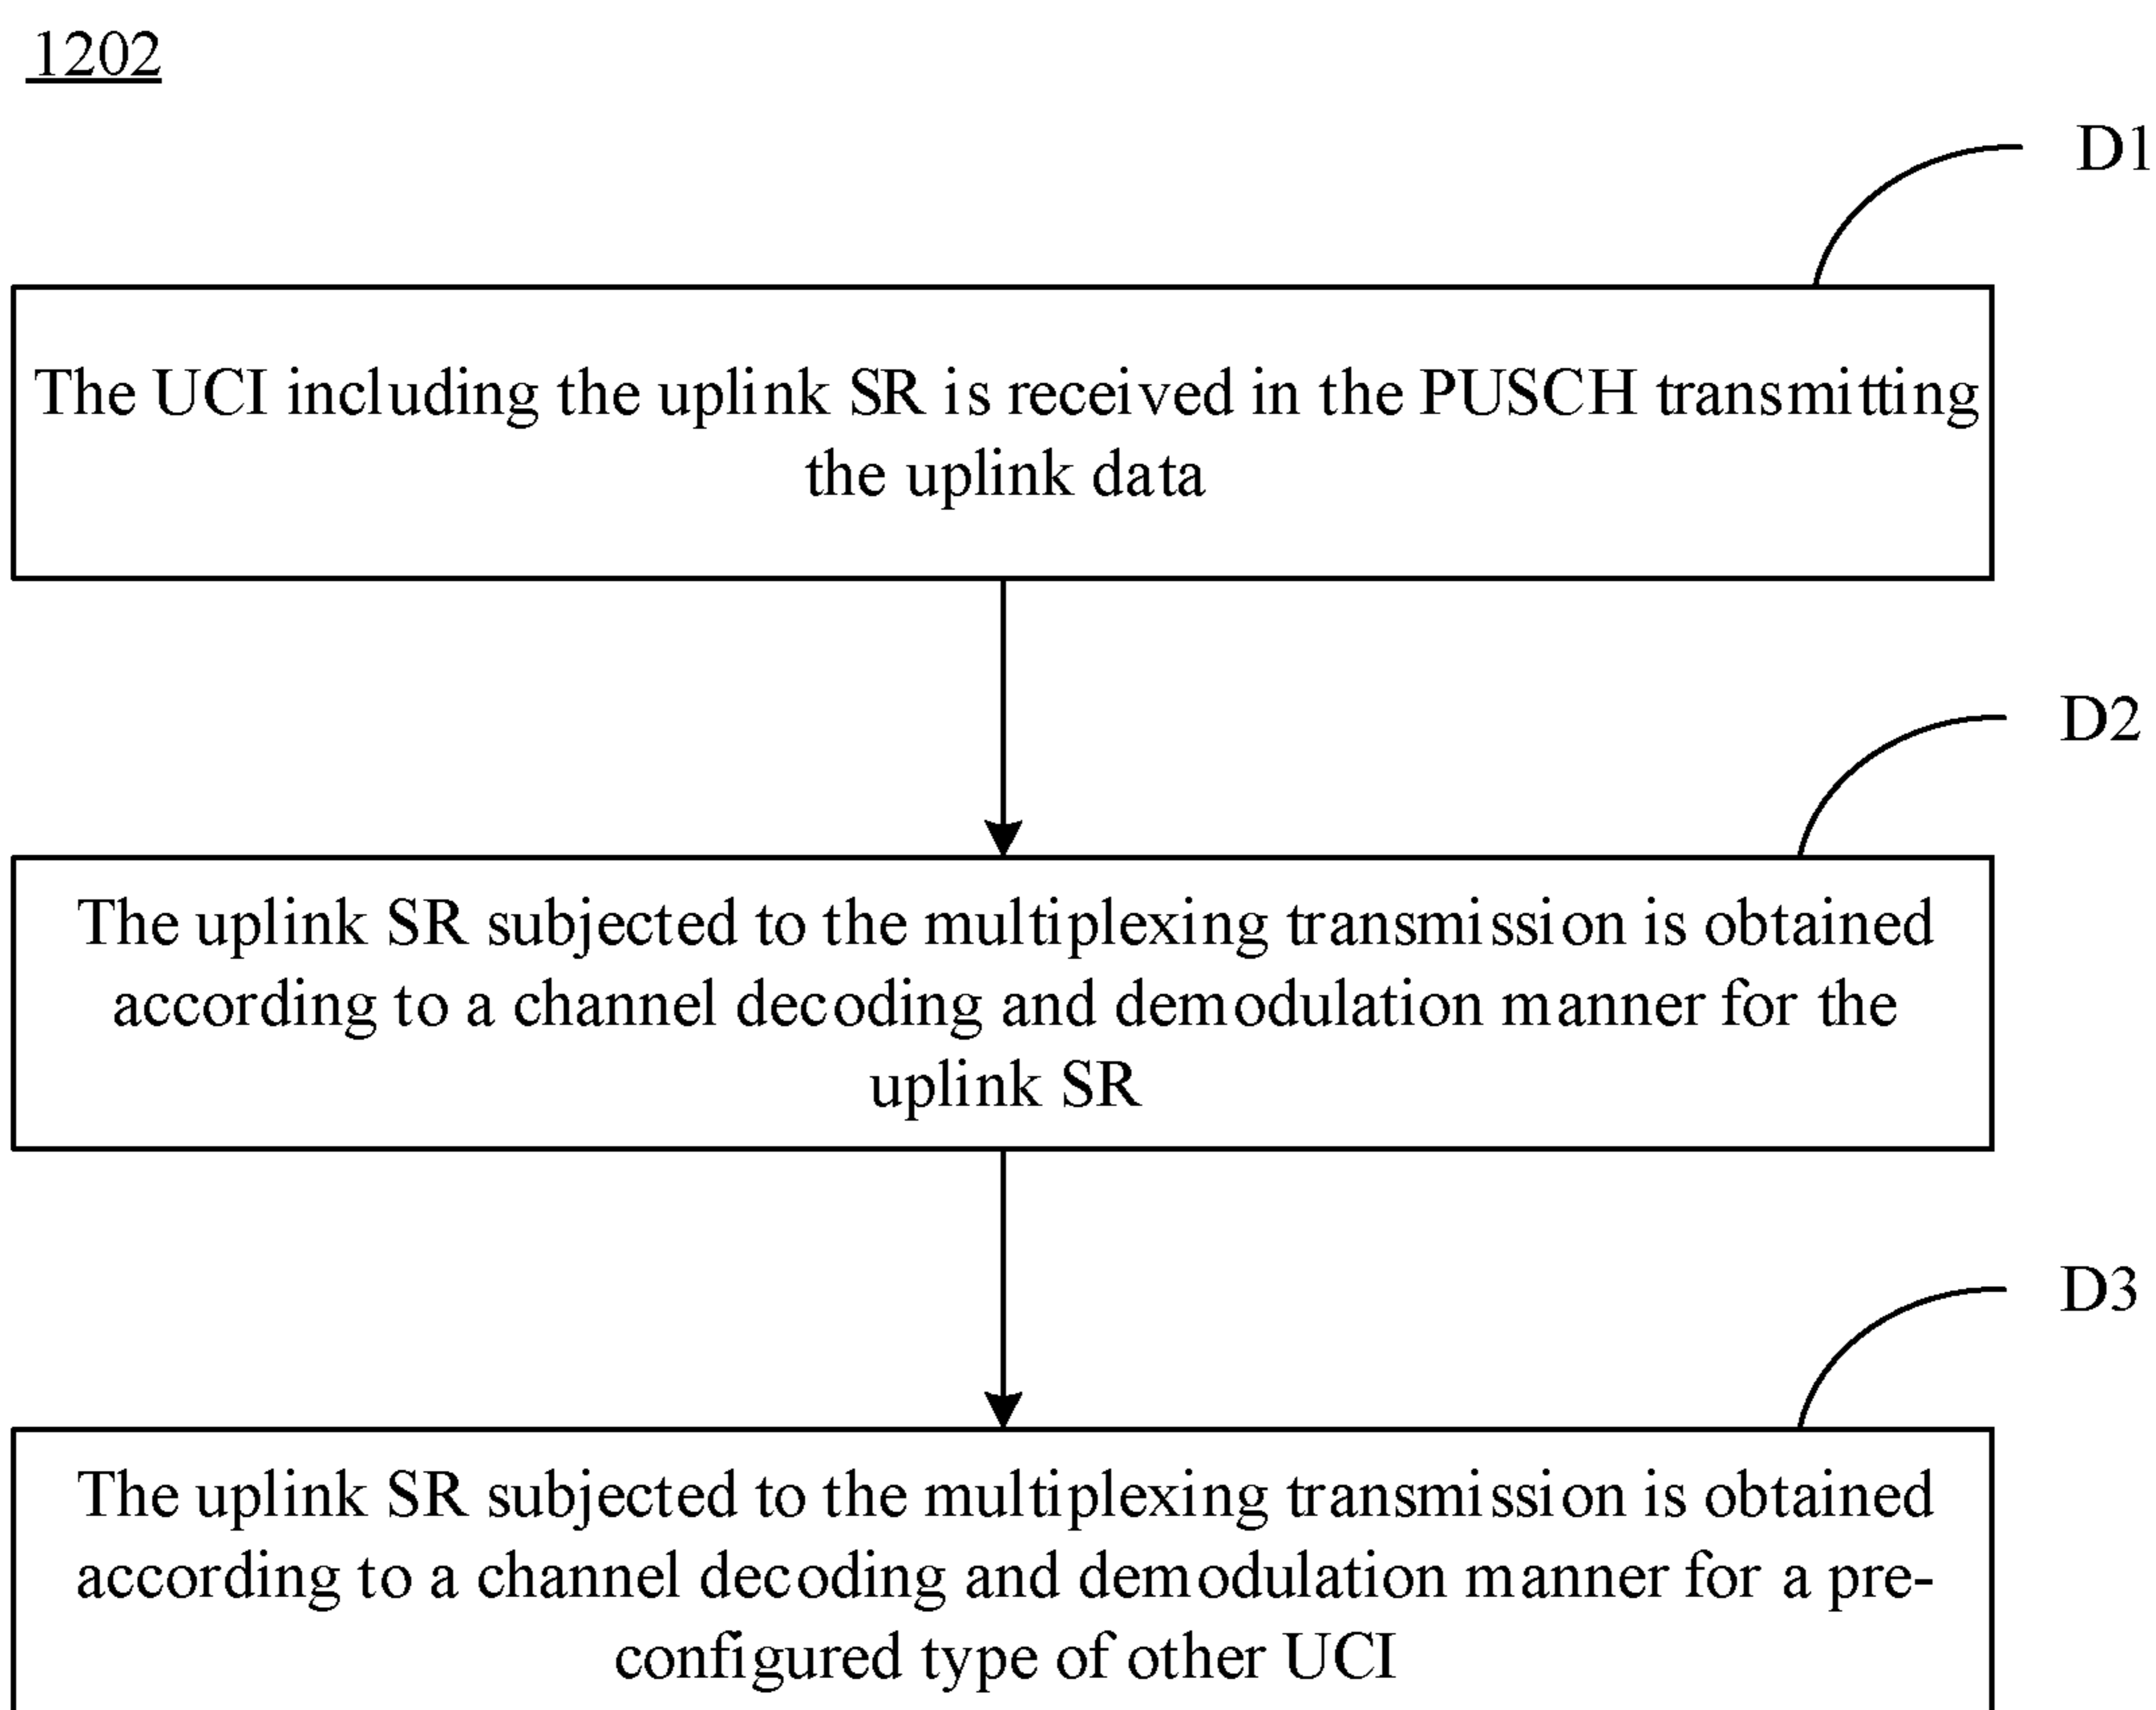 1202
D1
The UCI including the uplink SR is received in the PUSCH transmitting
the uplink data
D2
The uplink SR subjected to the multiplexing transmission is obtained
according to a channel decoding and demodulation manner for the
uplink SR
D3
The uplink SR subjected to the multiplexing transmission is obtained
according to a channel decoding and demodulation manner for a pre-
configured type of other UCI